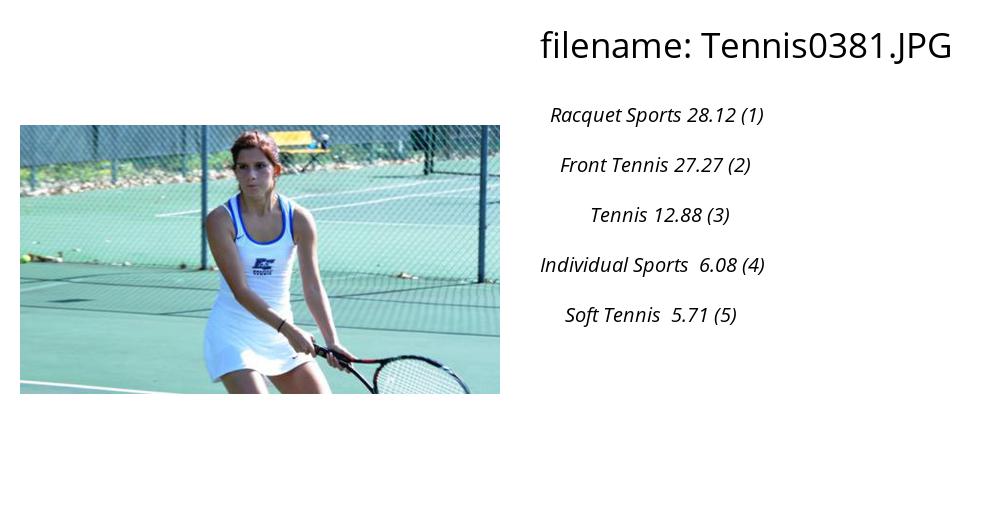 filename: Tennis0381.JPG
Racquet Sports 28.12 (1)
Front Tennis 27.27 (2)
Tennis 12.88 (3)
Individual Sports 6.08 (4)
Soft Tennis 5.71 (5)